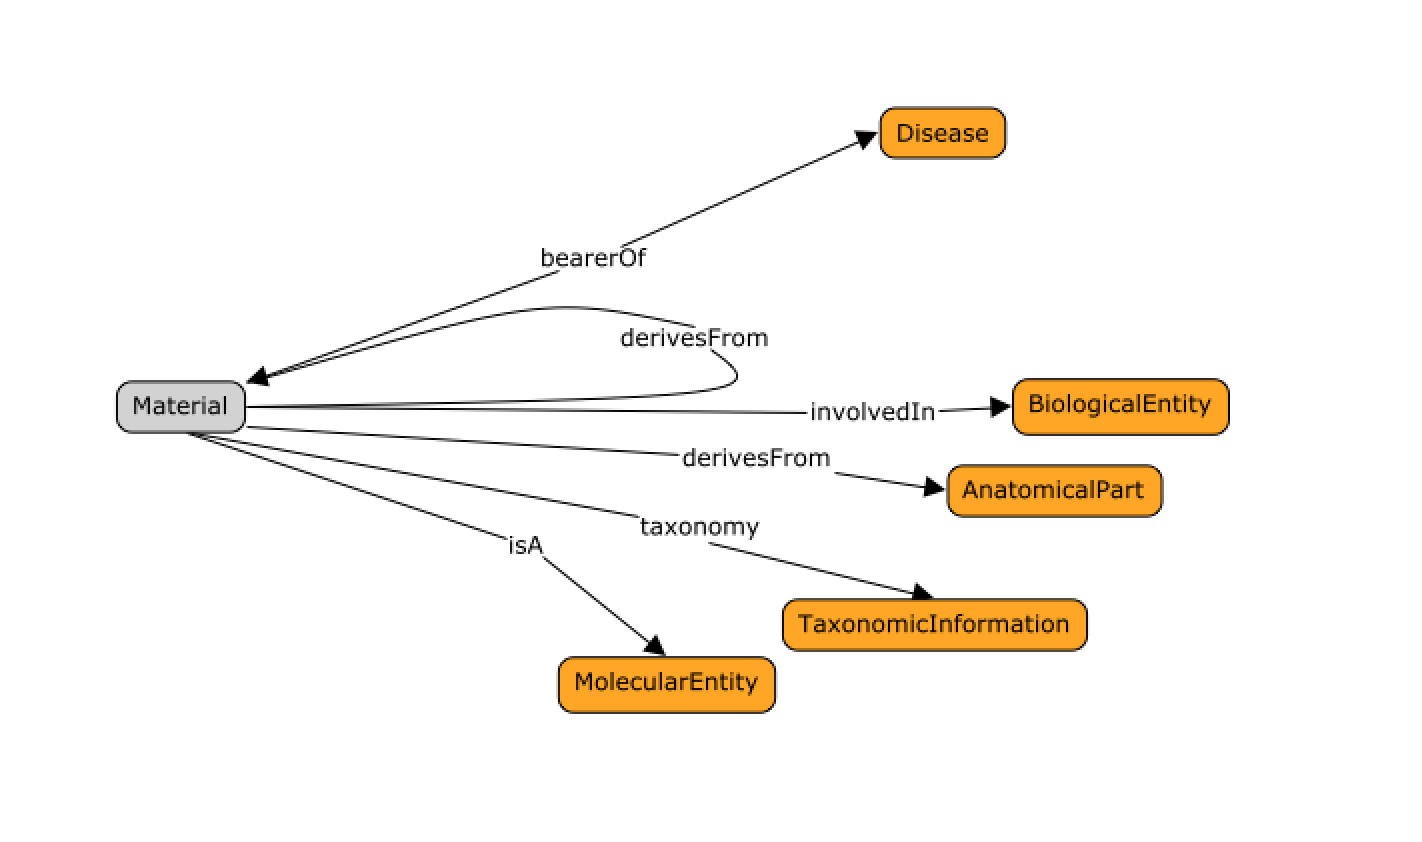 Disease
bearerOf
derivesFrom
Material
involvedIn
BiologicalEntity
derivesFrom
AnatomicalPart
taxonomy
isA
TaxonomicInformation
MolecularEntity